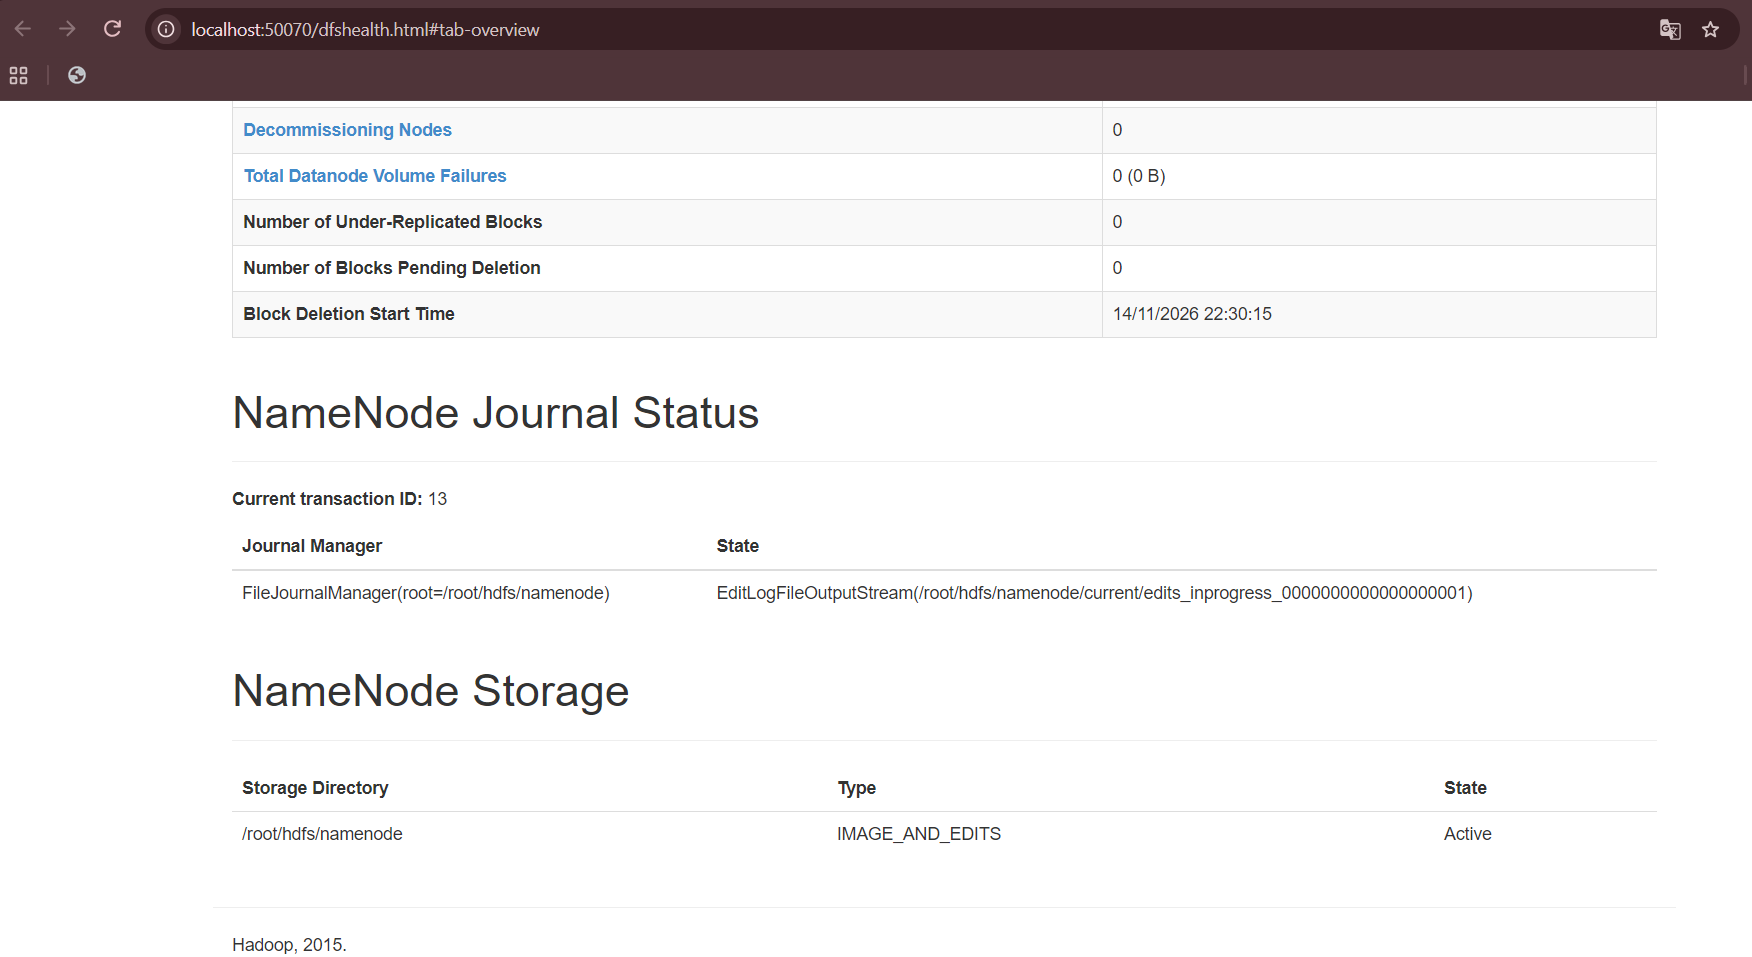 localhost:50070/dfshealth.html#tab-overview
Decommissioning Nodes 0
Total Datanode Volume Failures 0 (0 B)
Number of Under-Replicated Blocks 0
Number of Blocks Pending Deletion 0
Block Deletion Start Time 14/11/2026 22:30:15
NameNode Journal Status
Current transaction ID: 13
Journal Manager State
FileJournalManager(root=/root/hdfs/namenode) EditLogFileOutputStream(/root/hdfs/namenode/current/edits_inprogress_0000000000000000001)
NameNode Storage
Storage Directory Type State
/root/hdfs/namenode IMAGE_AND_EDITS Active
Hadoop, 2015.